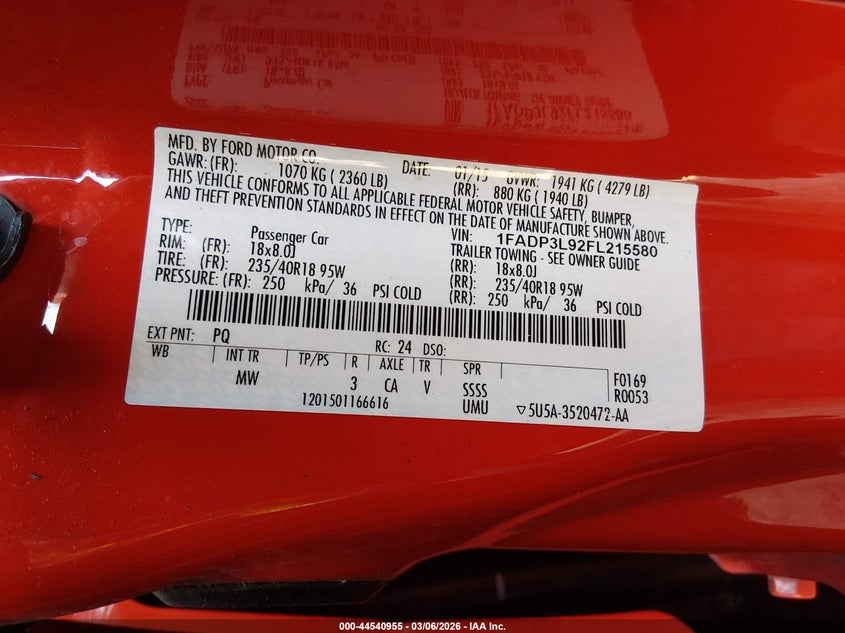 MFD. BY FORD MOTOR CO. DATE: 01/15 GVWR: 1941 KG ( 4279 LB)
GAWR: (FR): 1070 KG ( 2360 LB) (RR): 880 KG ( 1940 LB)
THIS VEHICLE CONFORMS TO ALL APPLICABLE FEDERAL MOTOR VEHICLE SAFETY, BUMPER,
AND THEFT PREVENTION STANDARDS IN EFFECT ON THE DATE OF MANUFACTURE SHOWN ABOVE.
VIN: 1FADP3L92FL215580
TYPE: Passenger Car TRAILER TOWING - SEE OWNER GUIDE
RIM: (FR): 18x8.0J (RR): 18x8.0J
TIRE: (FR): 235/40R18 95W (RR): 235/40R18 95W
PRESSURE: (FR): 250 kPa/ 36 PSI COLD (RR): 250 kPa/ 36 PSI COLD
EXT PNT: PQ RC: 24 DSO:
WB INT TR TP/PS R AXLE TR SPR F0169
MW 3 CA V SSSS R0053
1201501166616 UMU ▽5U5A-3520472-AA
000-44540955 - 03/06/2026 - IAA Inc.